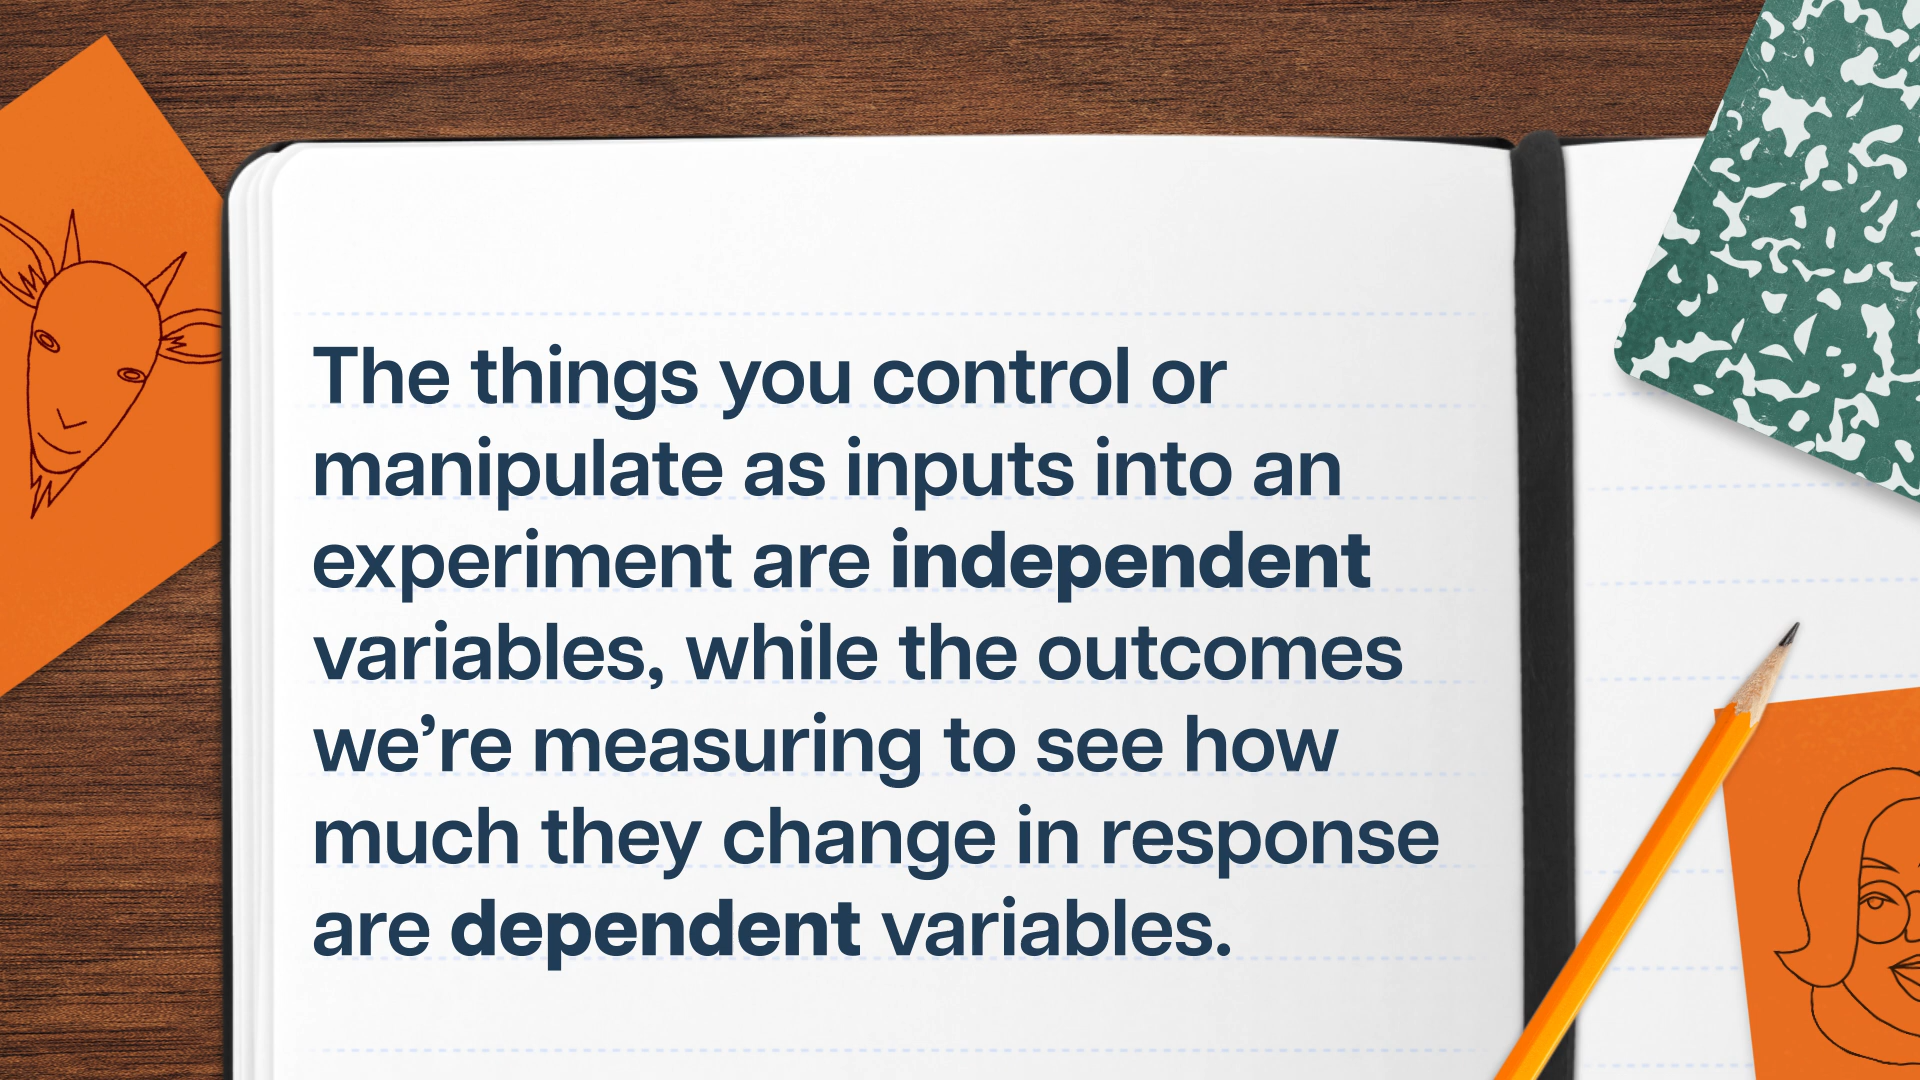 The things you control or
manipulate as inputs into an
experiment are independent
variables, while the outcomes
we’re measuring to see how
much they change in response
are dependent variables.